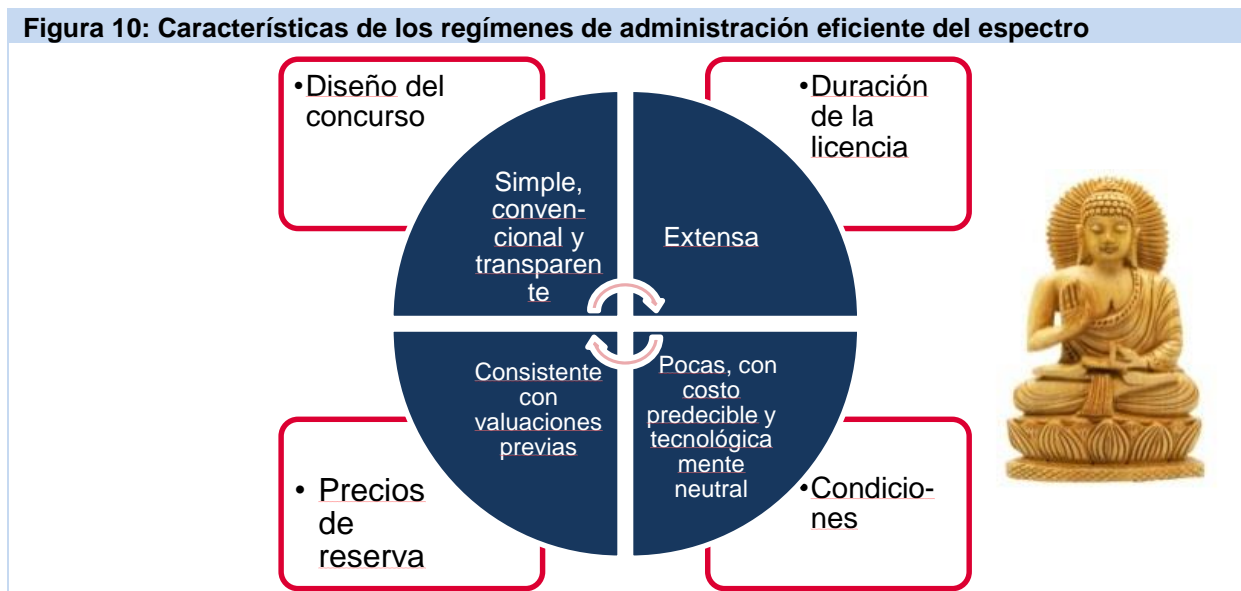 Figura 10: Características de los regímenes de administración eficiente del espectro
•Diseño del
concurso
•Duración
de la
licencia
Simple,
conven-
cional y
transparen
te
Extensa
Consistente
con
valuaciones
previas
Pocas, con
costo
predecible y
tecnológica
mente
neutral
• Precios
de
reserva
•Condicio-
nes